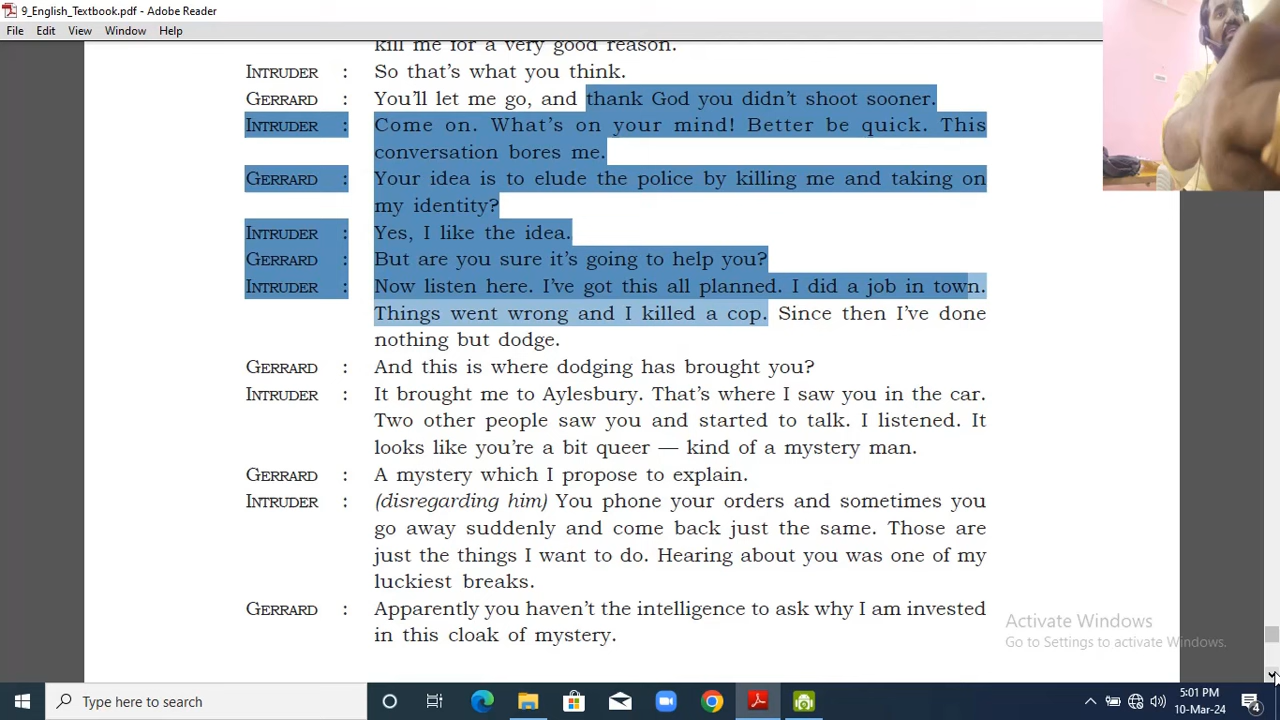 9_English_Textbook.pdf - Adobe Reader
File Edit View Window Help
kill me for a very good reason.
INTRUDER : So that's what you think.
GERRARD : You'll let me go, and thank God you didn't shoot sooner.
INTRUDER : Come on. What's on your mind! Better be quick. This
conversation bores me.
GERRARD : Your idea is to elude the police by killing me and taking on
my identity?
INTRUDER : Yes, I like the idea.
GERRARD : But are you sure it's going to help you?
INTRUDER : Now listen here. I've got this all planned. I did a job in town.
Things went wrong and I killed a cop. Since then I've done
nothing but dodge.
GERRARD : And this is where dodging has brought you?
INTRUDER : It brought me to Aylesbury. That's where I saw you in the car.
Two other people saw you and started to talk. I listened. It
looks like you're a bit queer — kind of a mystery man.
GERRARD : A mystery which I propose to explain.
INTRUDER : (disregarding him) You phone your orders and sometimes you
go away suddenly and come back just the same. Those are
just the things I want to do. Hearing about you was one of my
luckiest breaks.
GERRARD : Apparently you haven't the intelligence to ask why I am invested
in this cloak of mystery.
Activate Windows
Go to Settings to activate Windows.
Type here to search
5:01 PM
10-Mar-24
4